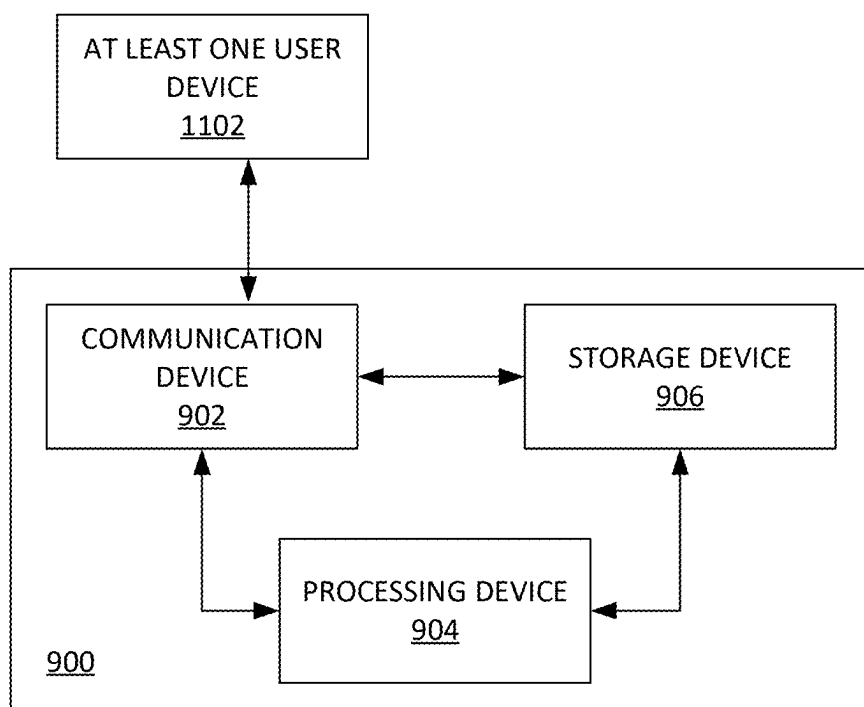 AT LEAST ONE USER
DEVICE
1102
COMMUNICATION
DEVICE
902
STORAGE DEVICE
906
PROCESSING DEVICE
904
900